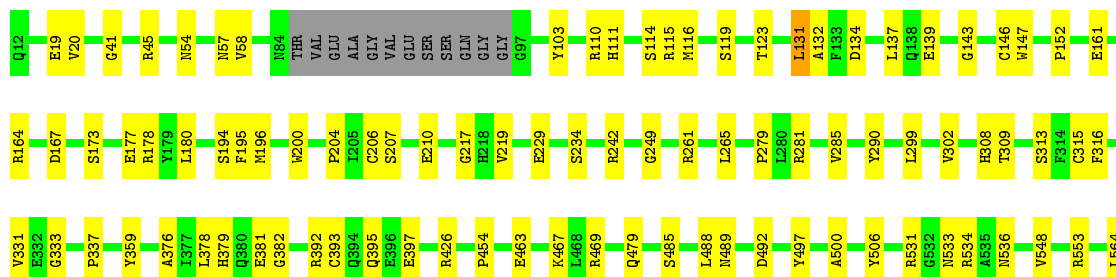 Q12 E19 V20 G41 R45 N54 N57 V58 N84 THR VAL GLU ALA GLY VAL GLU SER SER GLN GLY GLY G97 Y103 R110 H111 S114 R115 M116 S119 T123 L131 A132 F133 D134 L137 Q138 E139 G143 C146 W147 P152 E161
R164 D167 S173 E177 R178 Y179 L180 S194 F195 M196 W200 P204 I205 C206 S207 E210 G217 H218 V219 E229 S234 R242 G249 R261 L265 P279 L280 R281 V285 Y290 L299 V302 H308 T309 S313 F314 C315 F316
V331 E332 G333 P337 Y359 A376 I377 L378 H379 Q380 E381 G382 R392 C393 Q394 Q395 E396 E397 R426 P454 E463 K467 L468 R469 Q479 S485 L488 N489 D492 Y497 A500 Y506 R531 G532 N533 R534 A535 N536 V548 R553